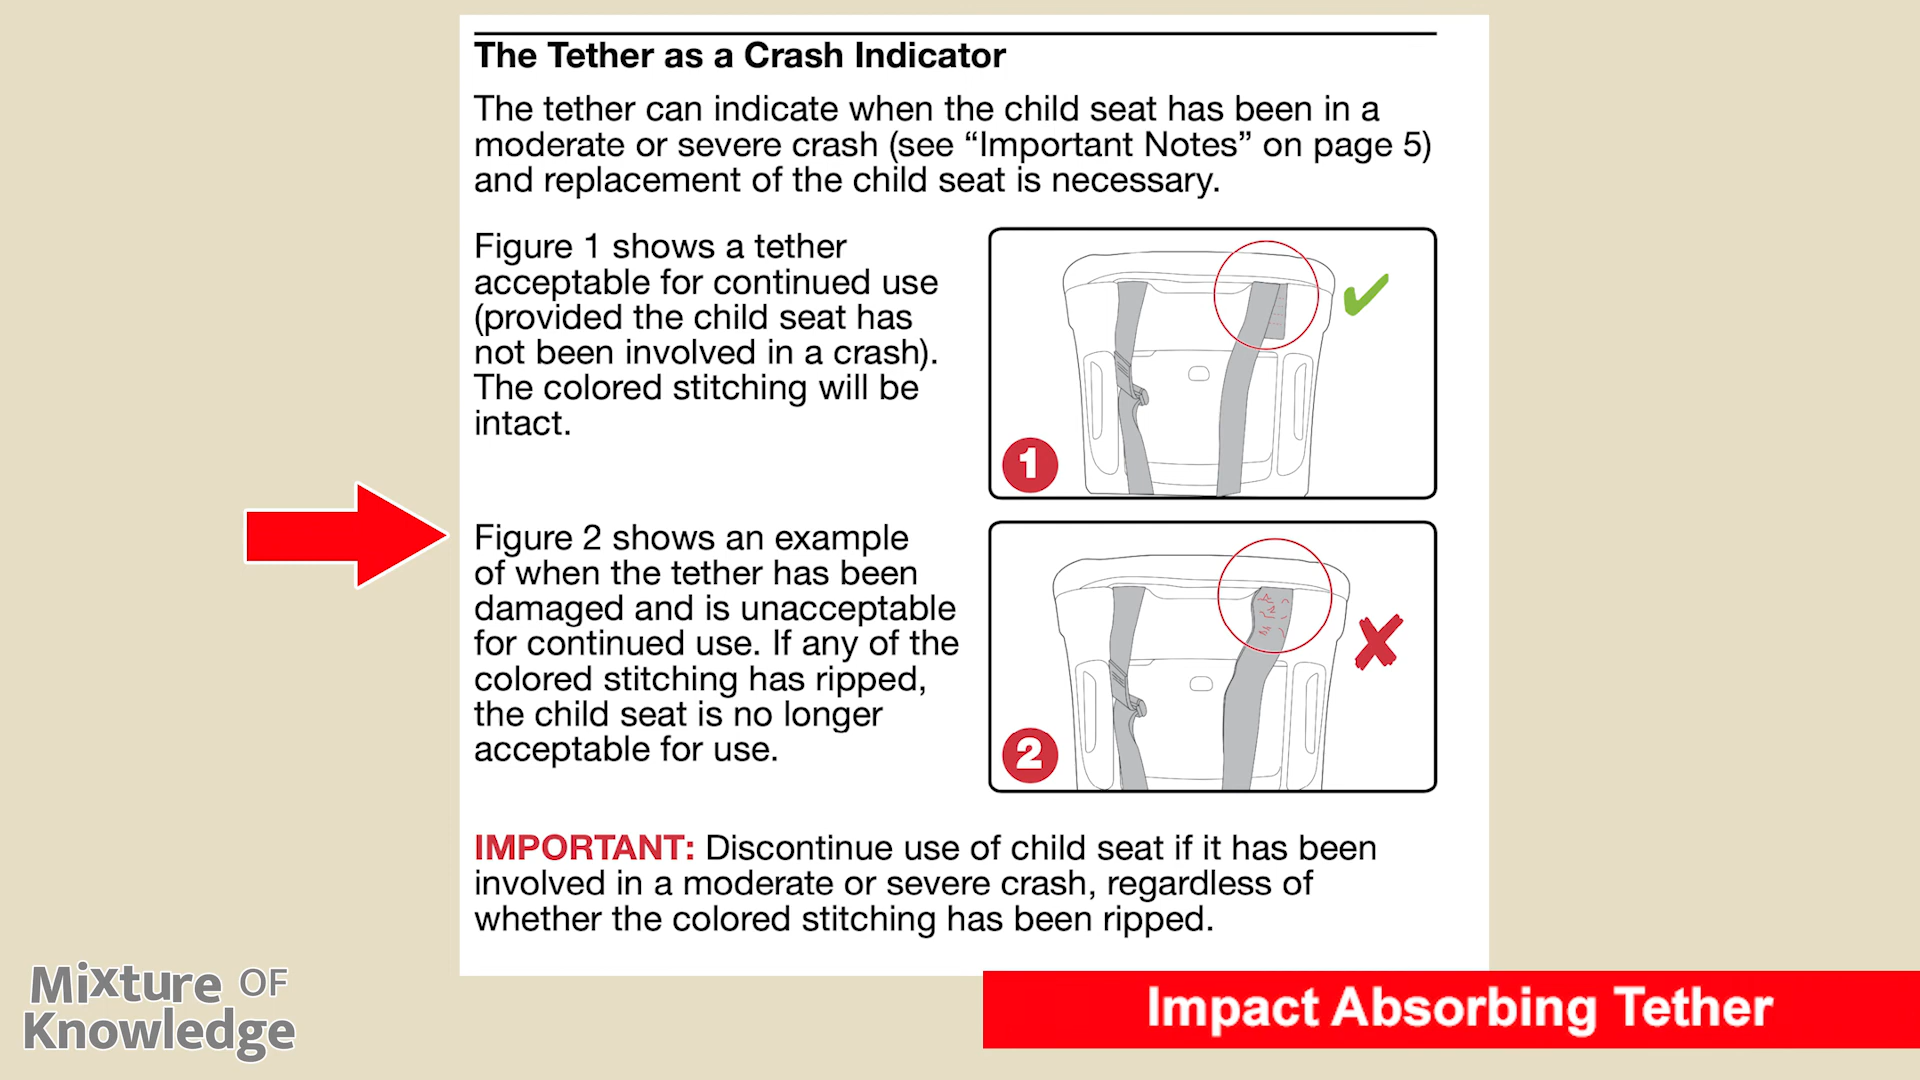 The Tether as a Crash Indicator
The tether can indicate when the child seat has been in a
moderate or severe crash (see “Important Notes” on page 5)
and replacement of the child seat is necessary.
Figure 1 shows a tether
acceptable for continued use
(provided the child seat has
not been involved in a crash).
The colored stitching will be
intact.
1
Figure 2 shows an example
of when the tether has been
damaged and is unacceptable
for continued use. If any of the
colored stitching has ripped,
the child seat is no longer
acceptable for use.
2
IMPORTANT: Discontinue use of child seat if it has been
involved in a moderate or severe crash, regardless of
whether the colored stitching has been ripped.
Mixture OF
Knowledge
Impact Absorbing Tether